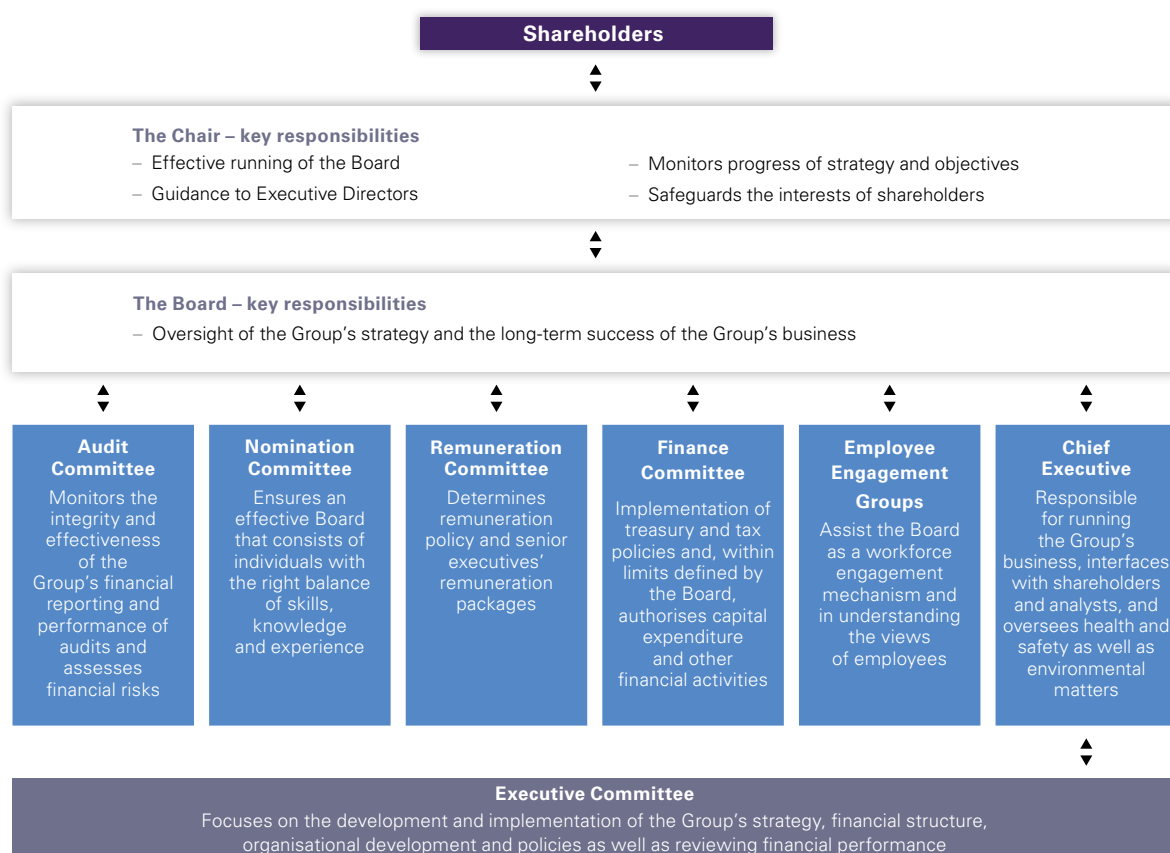 Shareholders
The Chair – key responsibilities
– Effective running of the Board
– Guidance to Executive Directors
– Monitors progress of strategy and objectives
– Safeguards the interests of shareholders
The Board – key responsibilities
– Oversight of the Group's strategy and the long-term success of the Group's business
Audit
Committee
Monitors the
integrity and
effectiveness
of the
Group's financial
reporting and
performance of
audits and
assesses
financial risks
Nomination
Committee
Ensures an
effective Board
that consists of
individuals with
the right balance
of skills,
knowledge
and experience
Remuneration
Committee
Determines
remuneration
policy and senior
executives'
remuneration
packages
Finance
Committee
Implementation of
treasury and tax
policies and, within
limits defined by
the Board,
authorises capital
expenditure
and other
financial activities
Employee
Engagement
Groups
Assist the Board
as a workforce
engagement
mechanism and
in understanding
the views
of employees
Chief
Executive
Responsible
for running
the Group's
business, interfaces
with shareholders
and analysts, and
oversees health and
safety as well as
environmental
matters
Executive Committee
Focuses on the development and implementation of the Group's strategy, financial structure,
organisational development and policies as well as reviewing financial performance